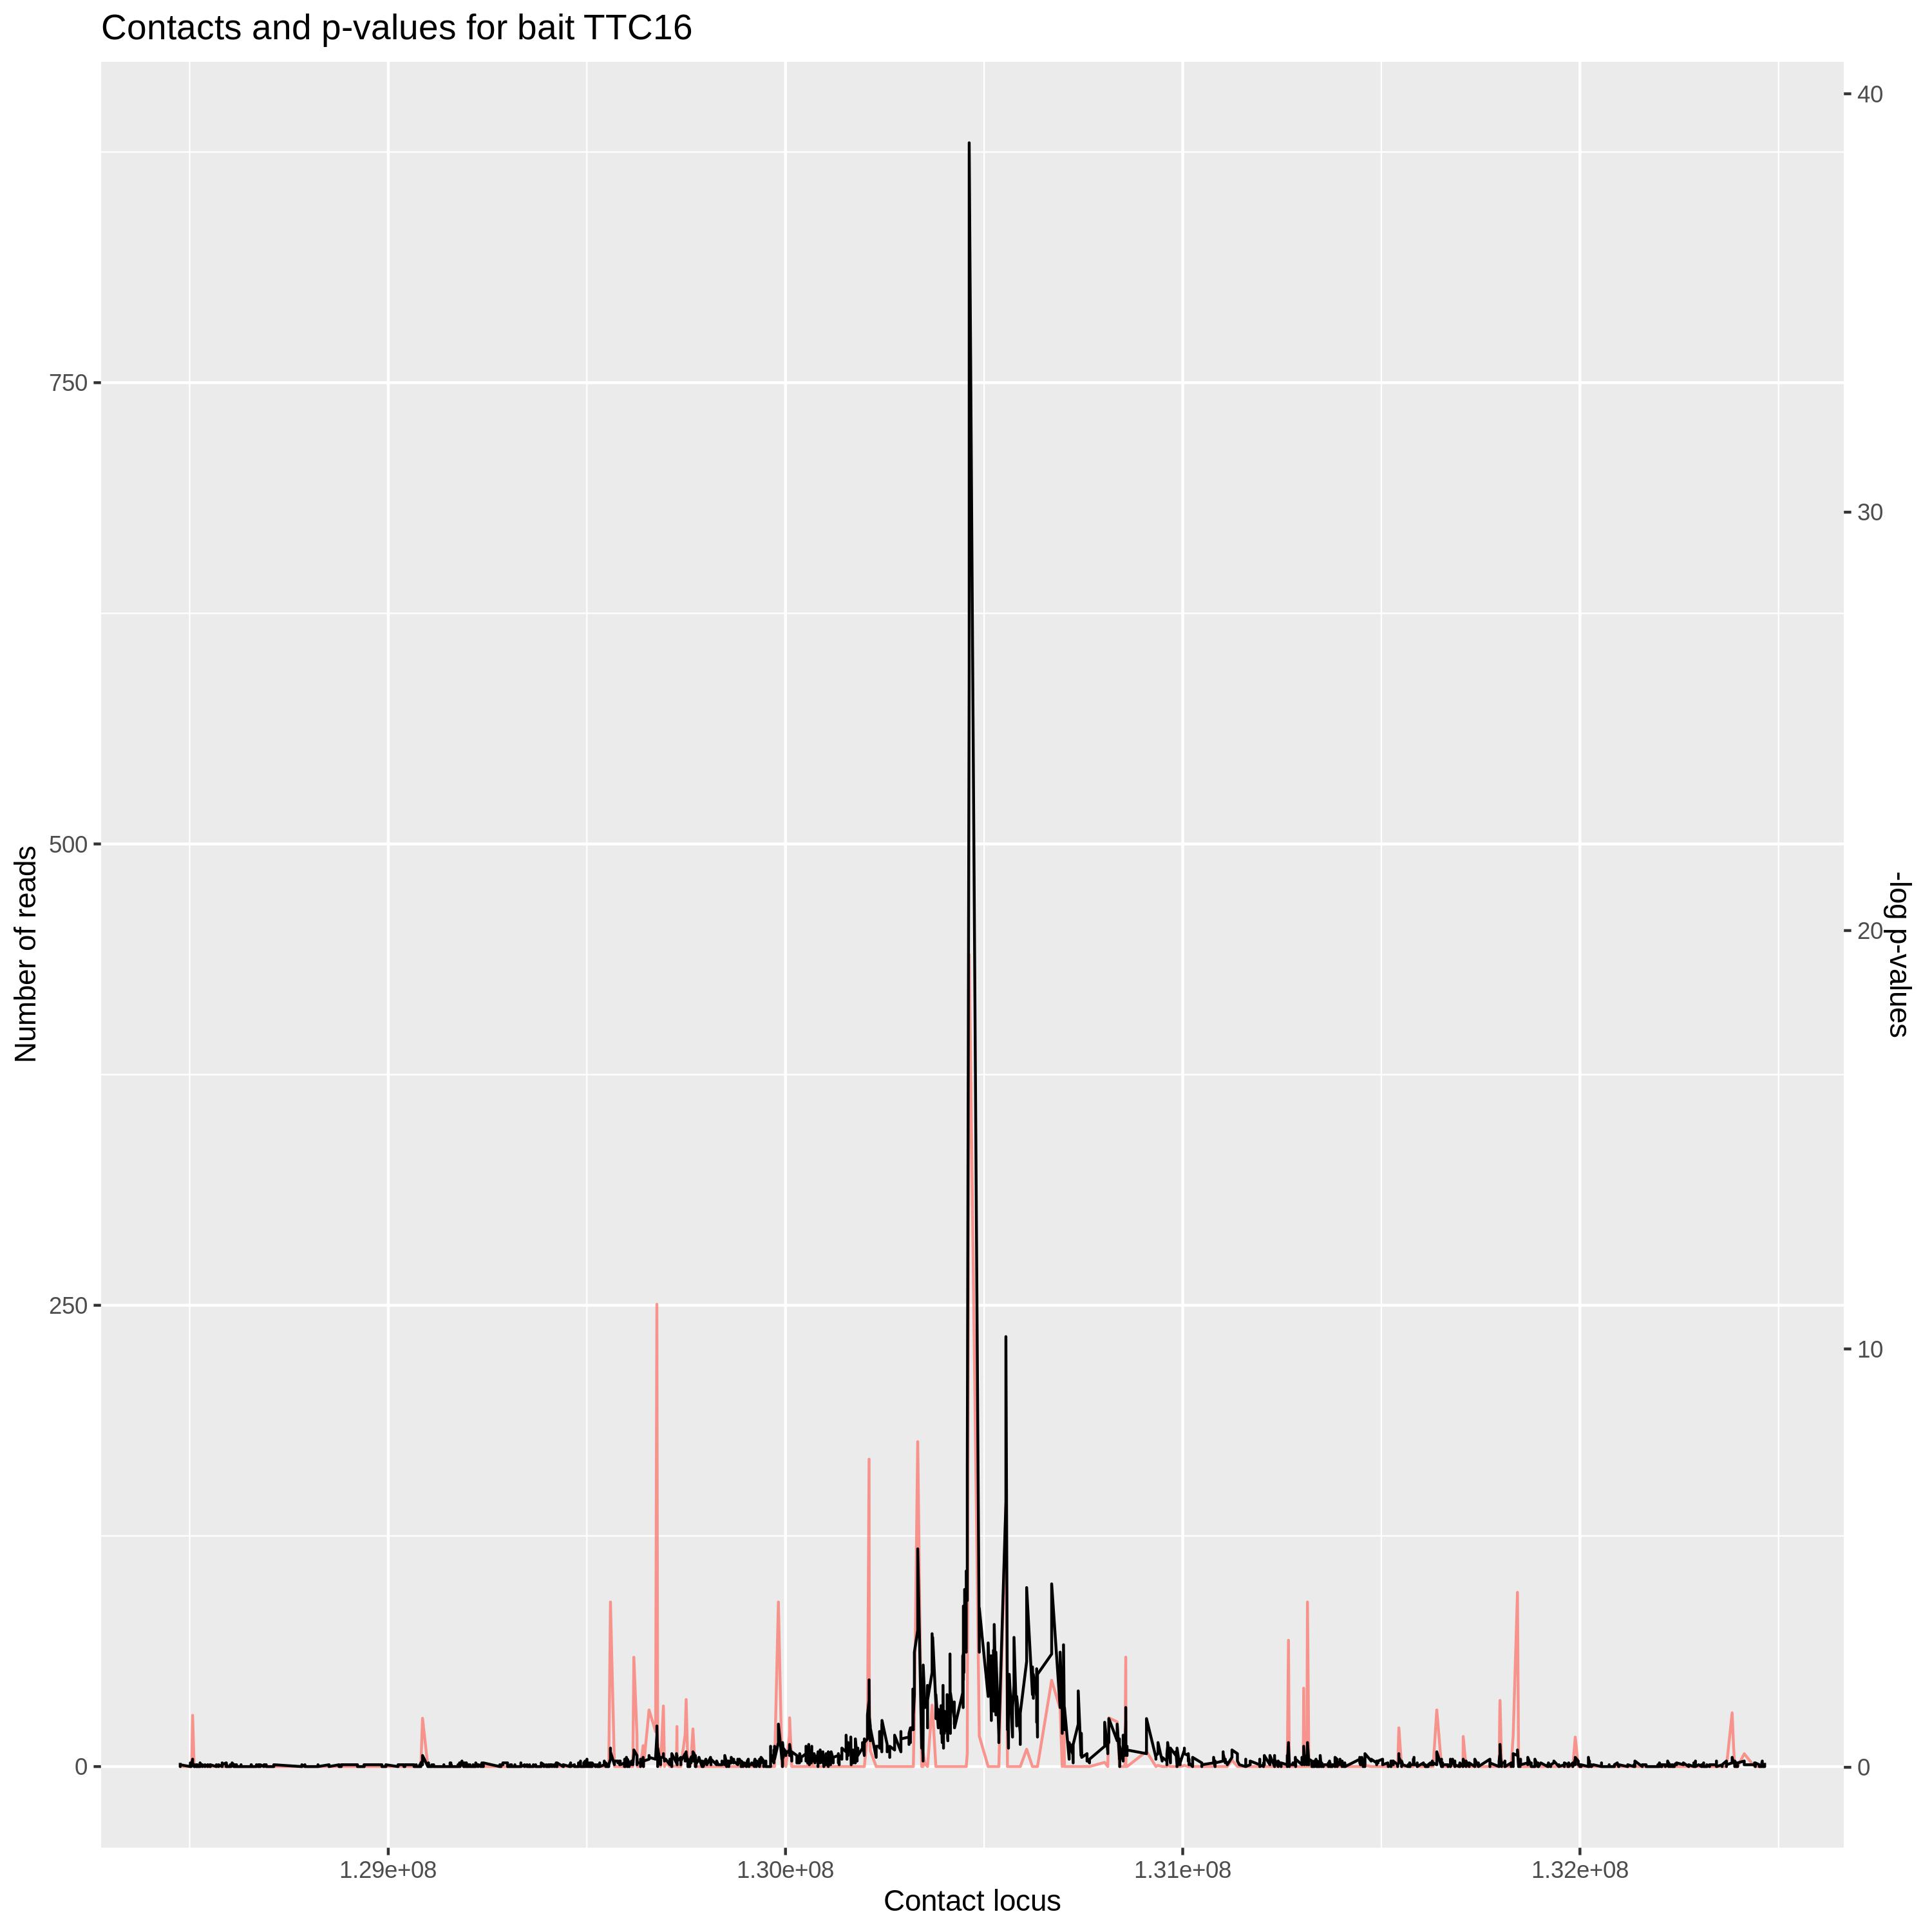 Contacts and p-values for bait TTC16
40
750
30
500
20
250
10
0
0
Number of reads
-log p-values
1.29e+08
1.30e+08
1.31e+08
1.32e+08
Contact locus